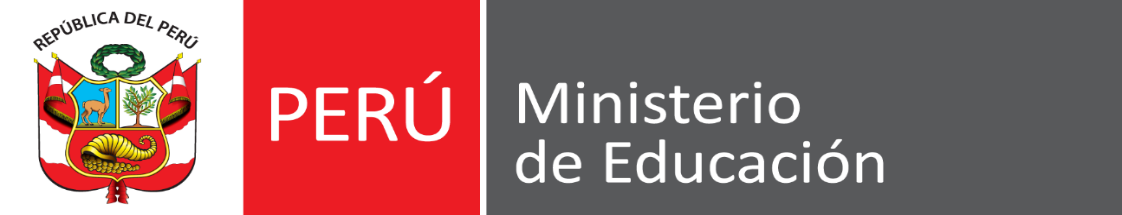 REPÚBLICA DEL PERÚ
PERÚ
Ministerio
de Educación